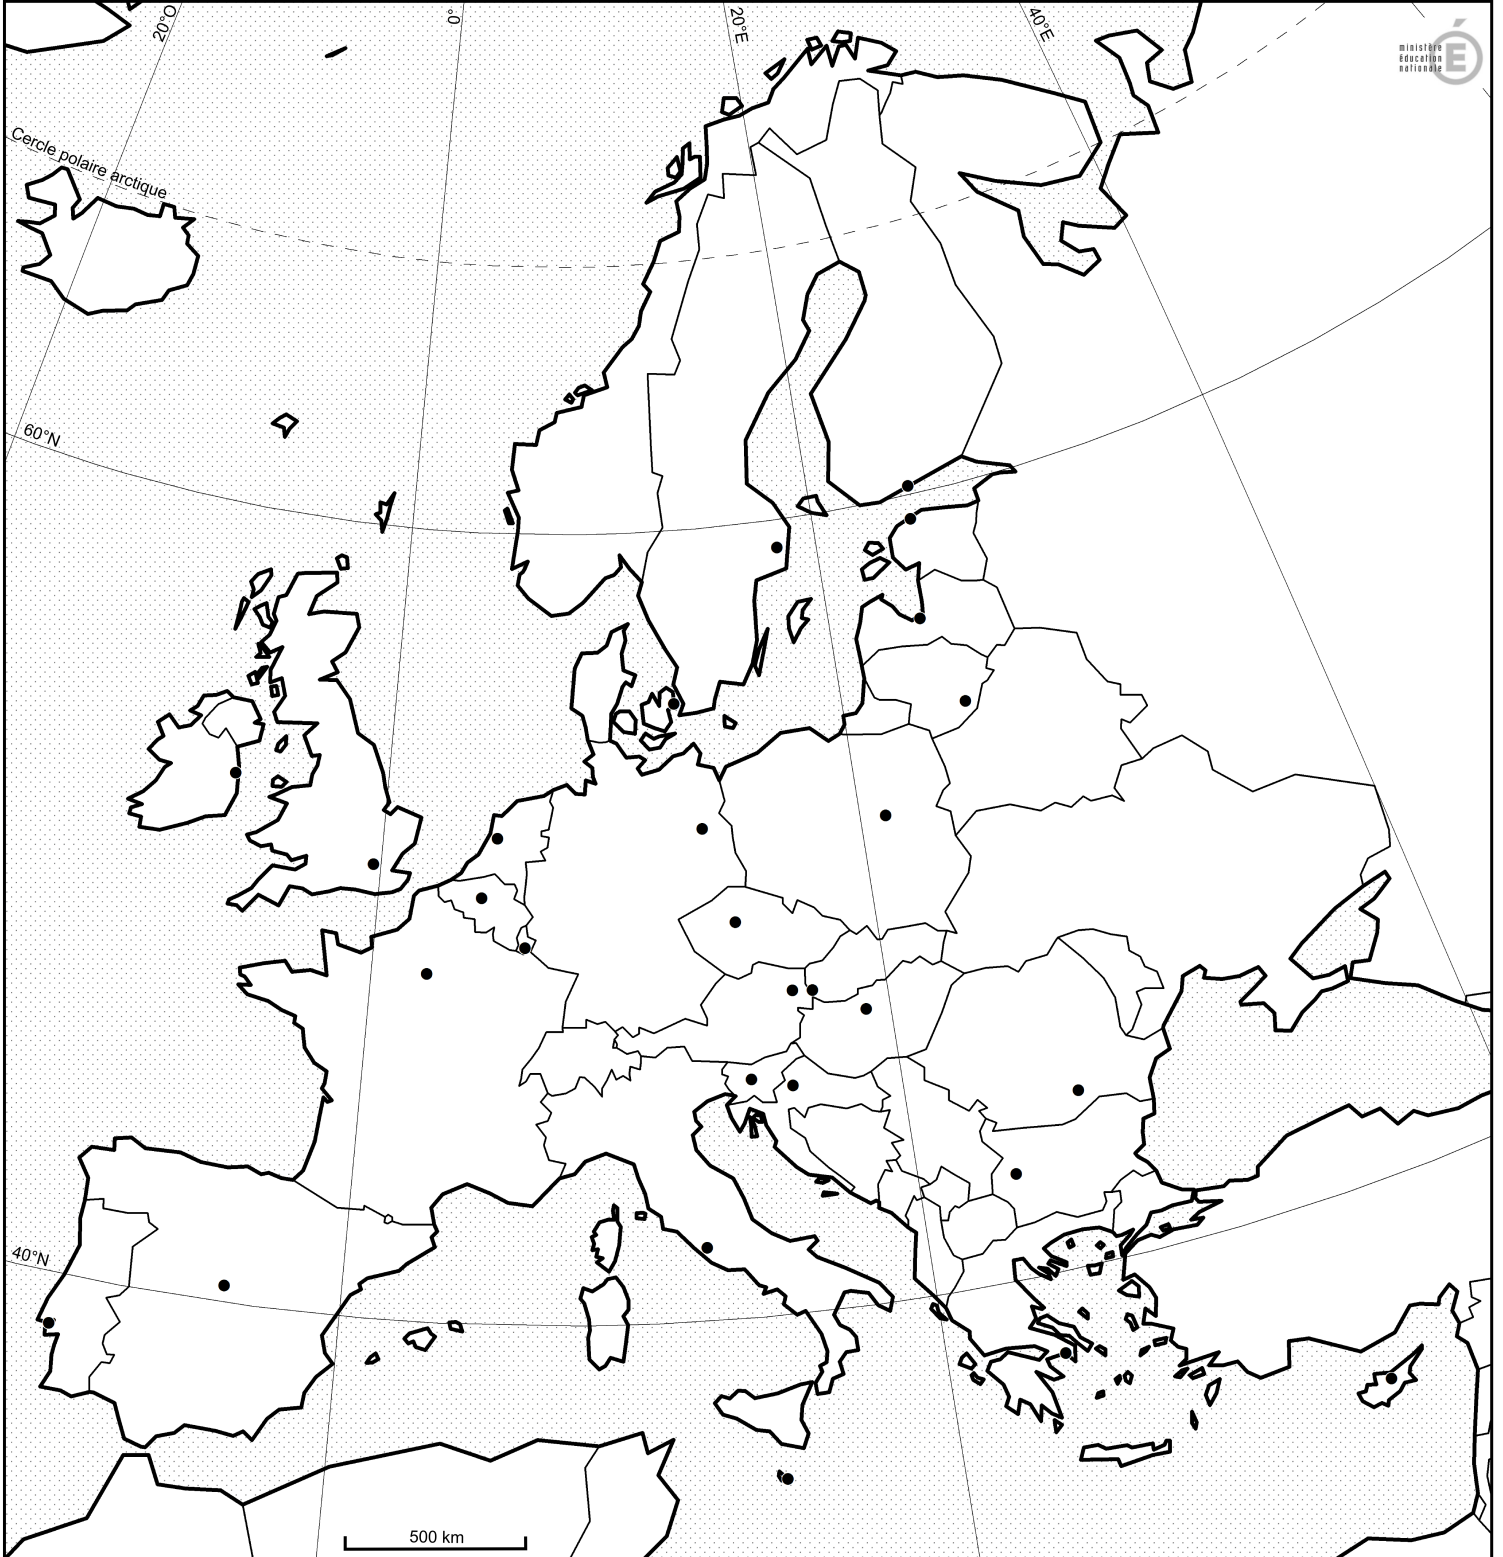 20°O
0°
20°E
40°E
ministère
éducation
nationale
É
Cercle polaire arctique
60°N
40°N
500 km